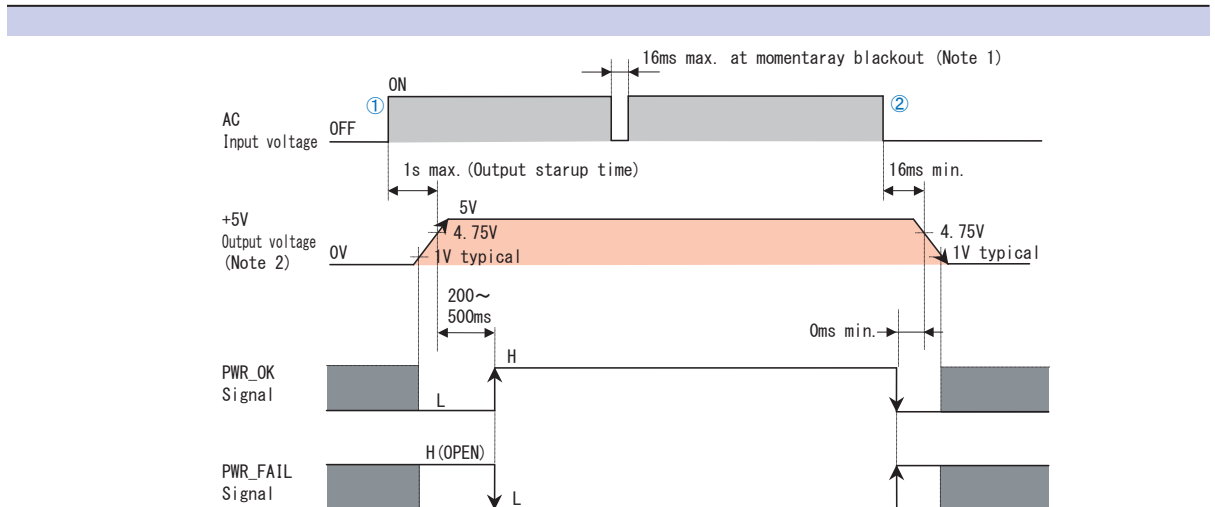 16ms max. at momentaray blackout (Note 1)
ON
①
②
AC
Input voltage
OFF
1s max.(Output starup time)
16ms min.
+5V
Output voltage
(Note 2)
0V
5V
4.75V
1V typical
4.75V
1V typical
200～
500ms
0ms min.
PWR_OK
Signal
H
L
PWR_FAIL
Signal
H(OPEN)
L